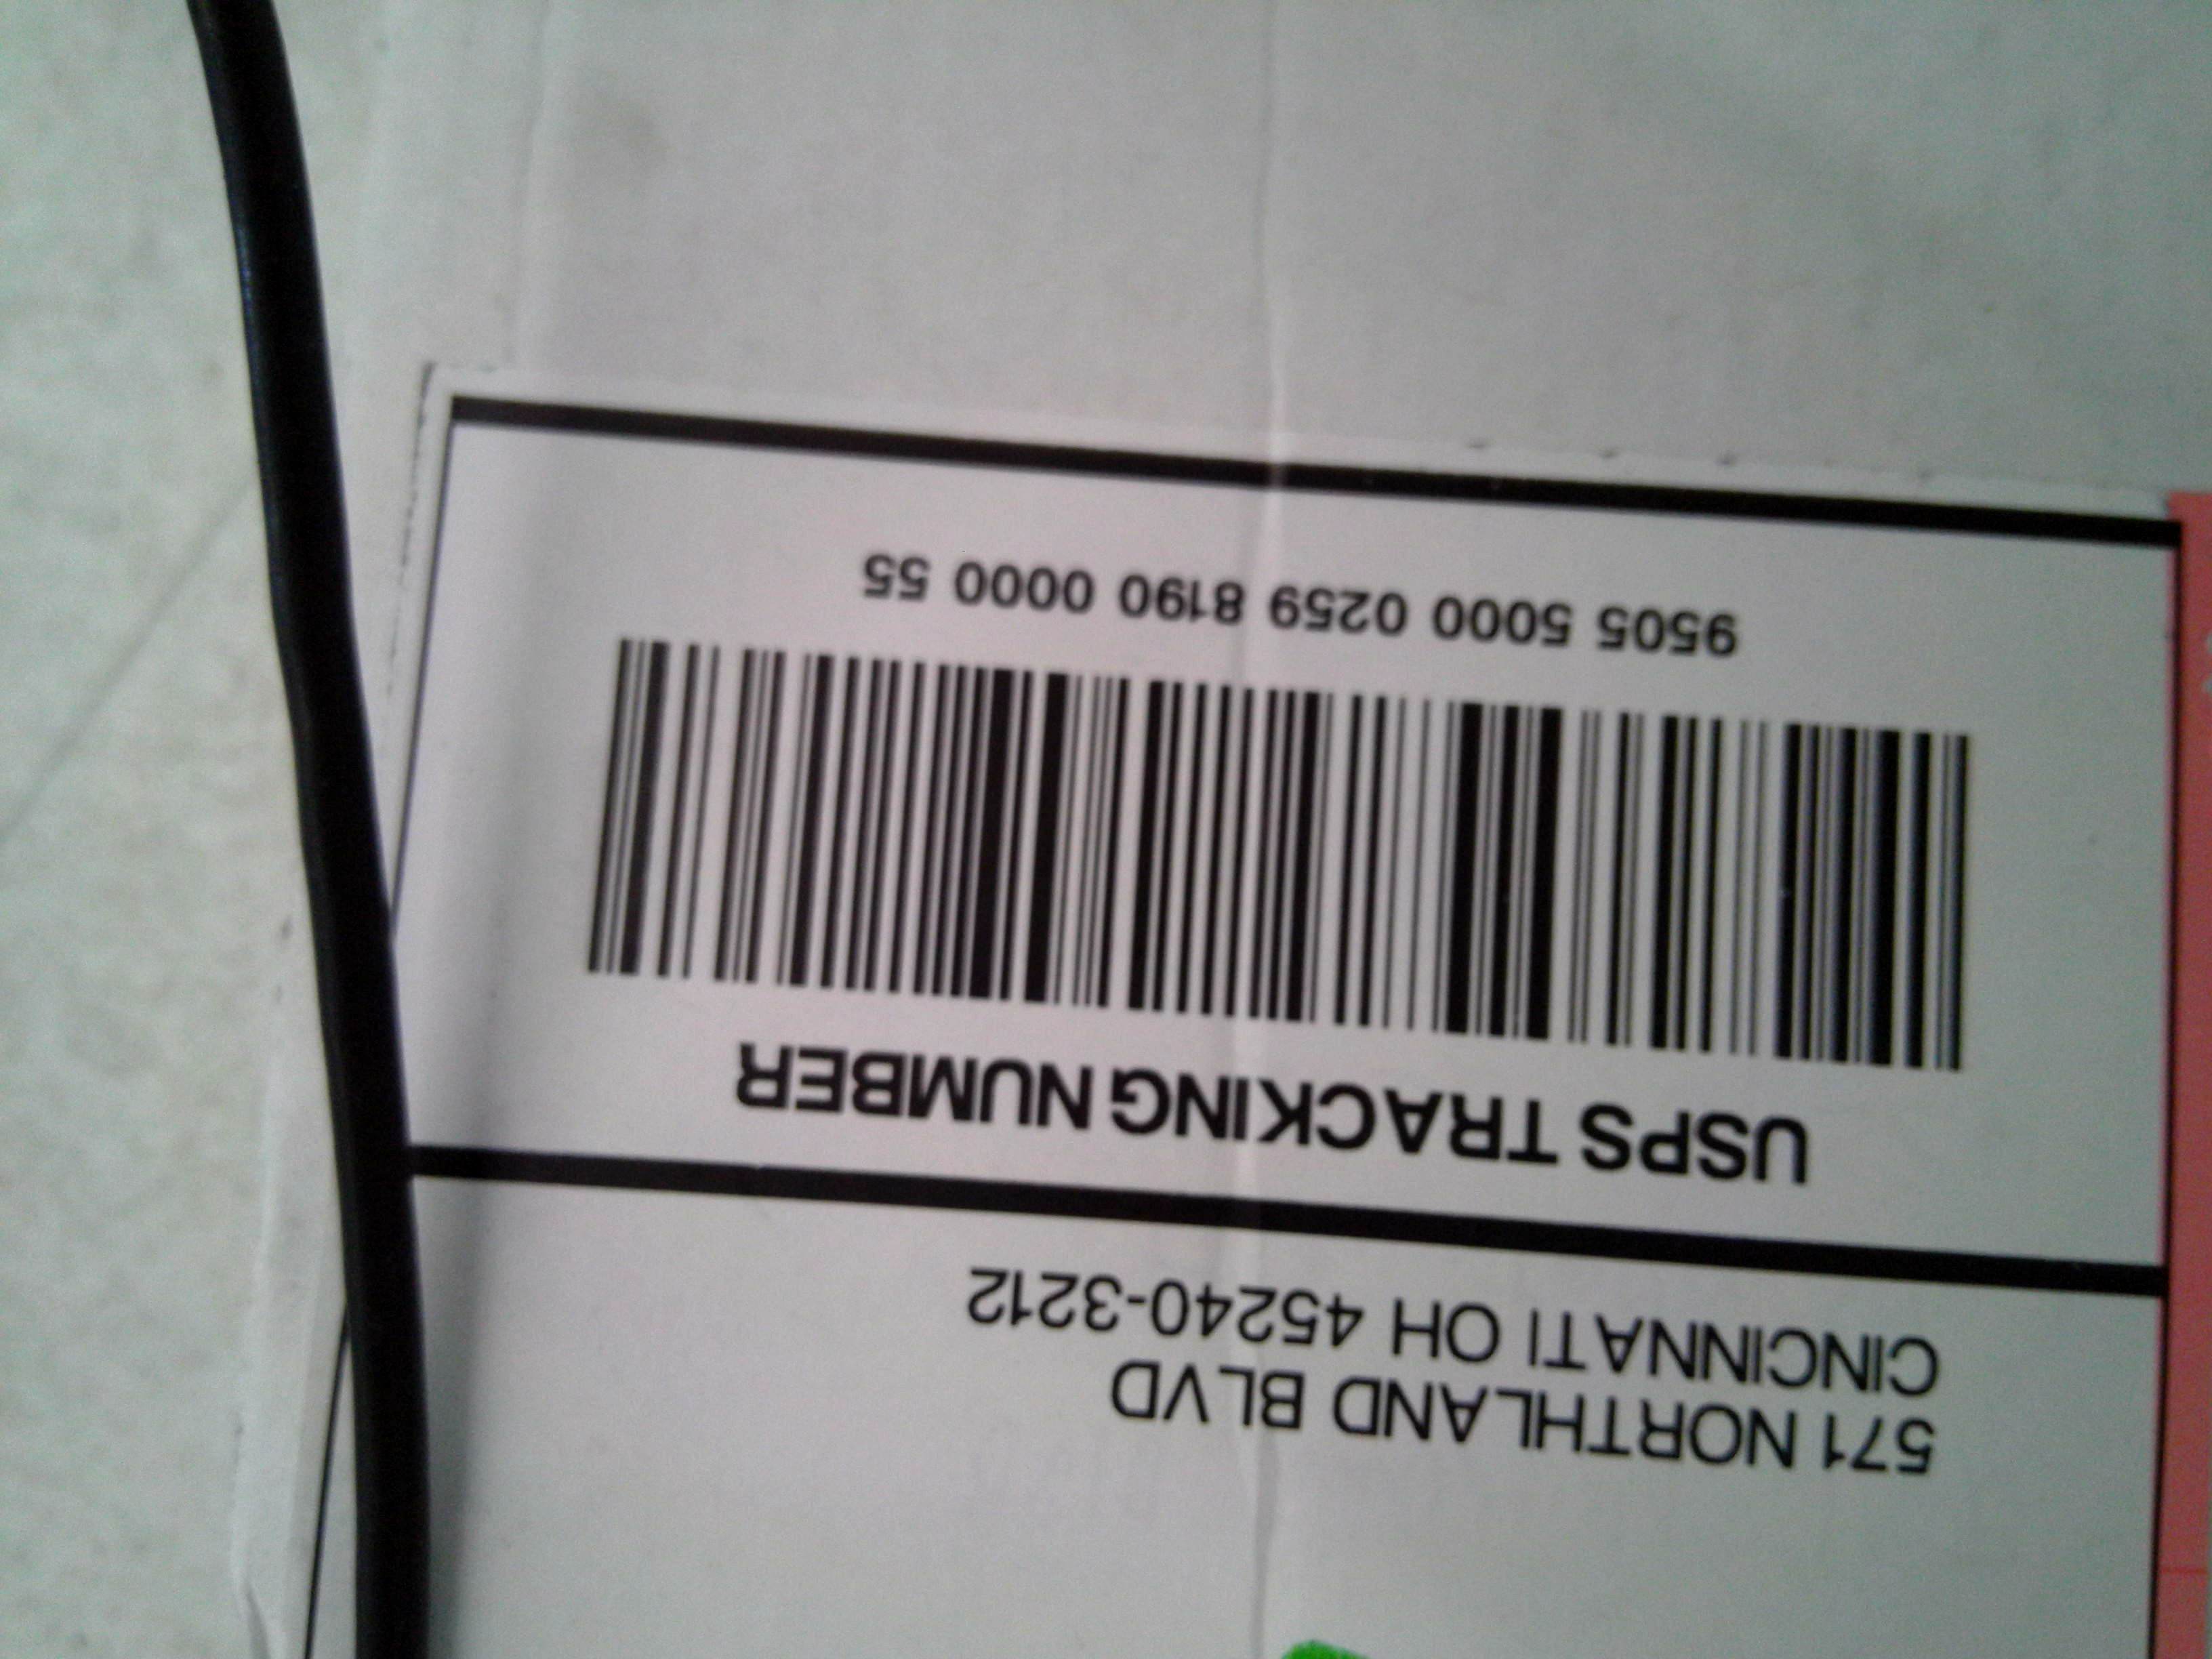 571 NORTHLAND BLVD
CINCINNATI OH 45240-3212
USPS TRACKING NUMBER
9505 5000 0259 8190 0000 55